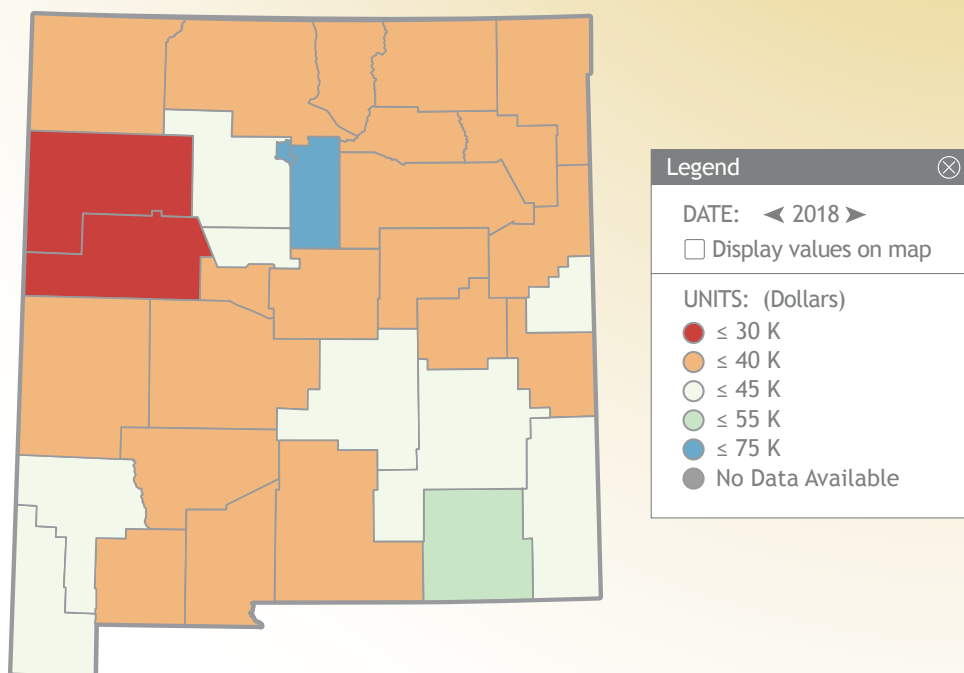 Legend
DATE: 2018
Display values on map
UNITS: (Dollars)
≤ 30 K
≤ 40 K
≤ 45 K
≤ 55 K
≤ 75 K
No Data Available